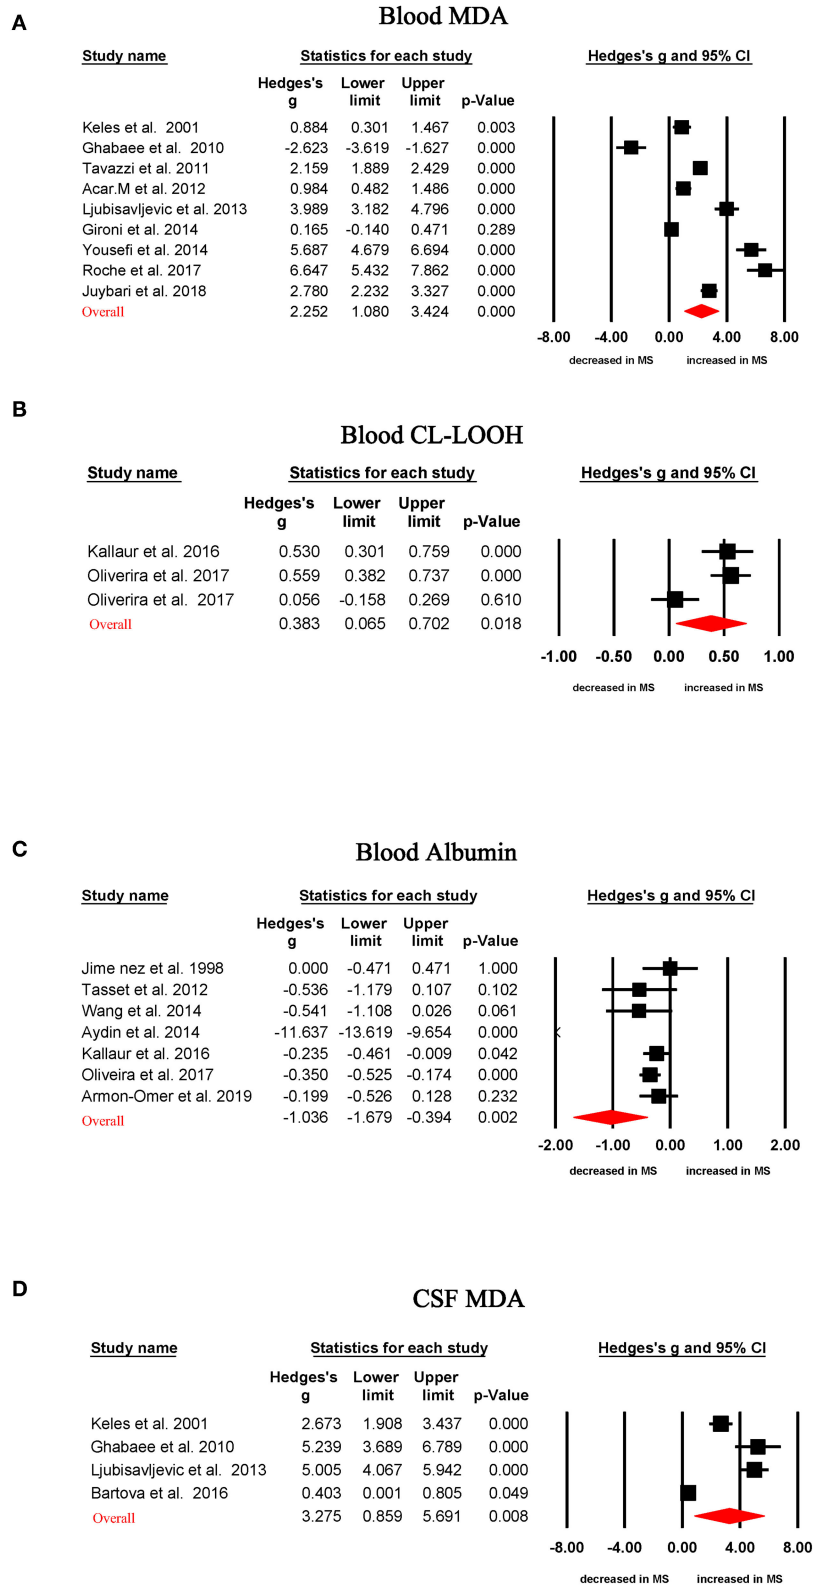 A
Blood MDA
Study name Statistics for each study Hedges's g and 95% CI
Hedges's Lower Upper
g limit limit p-Value
Keles et al. 2001 0.884 0.301 1.467 0.003
Ghabaee et al. 2010 -2.623 -3.619 -1.627 0.000
Tavazzi et al. 2011 2.159 1.889 2.429 0.000
Acar.M et al. 2012 0.984 0.482 1.486 0.000
Ljubisavljevic et al. 2013 3.989 3.182 4.796 0.000
Gironi et al. 2014 0.165 -0.140 0.471 0.289
Yousefi et al. 2014 5.687 4.679 6.694 0.000
Roche et al. 2017 6.647 5.432 7.862 0.000
Juybari et al. 2018 2.780 2.232 3.327 0.000
Overall 2.252 1.080 3.424 0.000
-8.00 -4.00 0.00 4.00 8.00
decreased in MS increased in MS
B
Blood CL-LOOH
Study name Statistics for each study Hedges's g and 95% CI
Hedges's Lower Upper
g limit limit p-Value
Kallaur et al. 2016 0.530 0.301 0.759 0.000
Oliverira et al. 2017 0.559 0.382 0.737 0.000
Oliverira et al. 2017 0.056 -0.158 0.269 0.610
Overall 0.383 0.065 0.702 0.018
-1.00 -0.50 0.00 0.50 1.00
decreased in MS increased in MS
C
Blood Albumin
Study name Statistics for each study Hedges's g and 95% CI
Hedges's Lower Upper
g limit limit p-Value
Jime nez et al. 1998 0.000 -0.471 0.471 1.000
Tasset et al. 2012 -0.536 -1.179 0.107 0.102
Wang et al. 2014 -0.541 -1.108 0.026 0.061
Aydin et al. 2014 -11.637 -13.619 -9.654 0.000
Kallaur et al. 2016 -0.235 -0.461 -0.009 0.042
Oliveira et al. 2017 -0.350 -0.525 -0.174 0.000
Armon-Omer et al. 2019 -0.199 -0.526 0.128 0.232
Overall -1.036 -1.679 -0.394 0.002
-2.00 -1.00 0.00 1.00 2.00
decreased in MS increased in MS
D
CSF MDA
Study name Statistics for each study Hedges's g and 95% CI
Hedges's Lower Upper
g limit limit p-Value
Keles et al. 2001 2.673 1.908 3.437 0.000
Ghabaee et al. 2010 5.239 3.689 6.789 0.000
Ljubisavljevic et al. 2013 5.005 4.067 5.942 0.000
Bartova et al. 2016 0.403 0.001 0.805 0.049
Overall 3.275 0.859 5.691 0.008
-8.00 -4.00 0.00 4.00 8.00
decreased in MS increased in MS